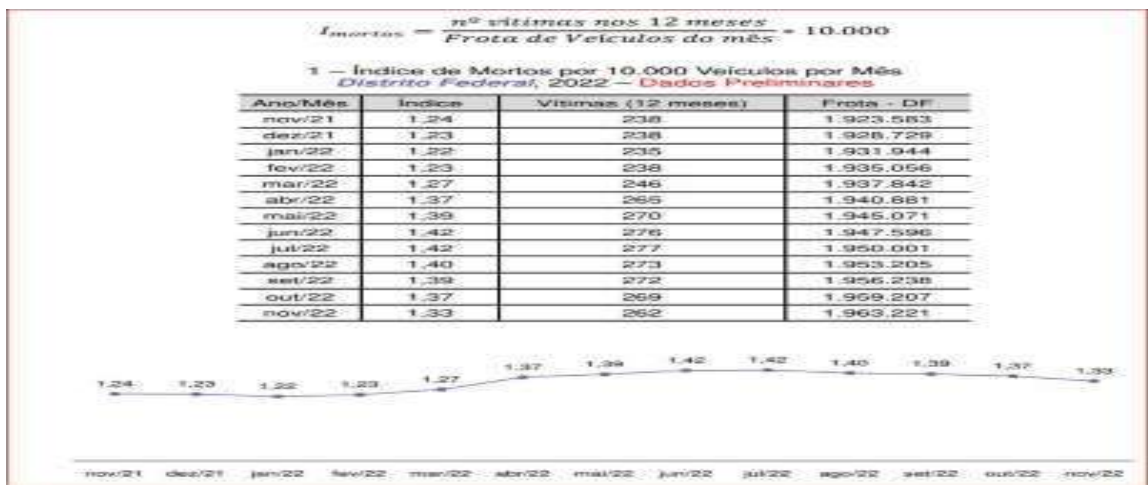 I mortos = nº vítimas nos 12 meses / Frota de Veículos do mês * 10.000
1 – Índice de Mortos por 10.000 Veículos por Mês
Distrito Federal, 2022 – Dados Preliminares
Ano/Mês Índice Vítimas (12 meses) Frota - DF
nov/21 1,24 238 1.923.583
dez/21 1,23 238 1.928.729
jan/22 1,22 235 1.931.944
fev/22 1,23 238 1.935.056
mar/22 1,27 246 1.937.842
abr/22 1,37 265 1.940.881
mai/22 1,39 270 1.945.071
jun/22 1,42 276 1.947.596
jul/22 1,42 277 1.950.001
ago/22 1,40 273 1.953.205
set/22 1,39 272 1.956.238
out/22 1,37 269 1.959.207
nov/22 1,33 262 1.963.221
1,24 1,23 1,22 1,23 1,27 1,37 1,39 1,42 1,42 1,40 1,39 1,37 1,33
nov/21 dez/21 jan/22 fev/22 mar/22 abr/22 mai/22 jun/22 jul/22 ago/22 set/22 out/22 nov/22